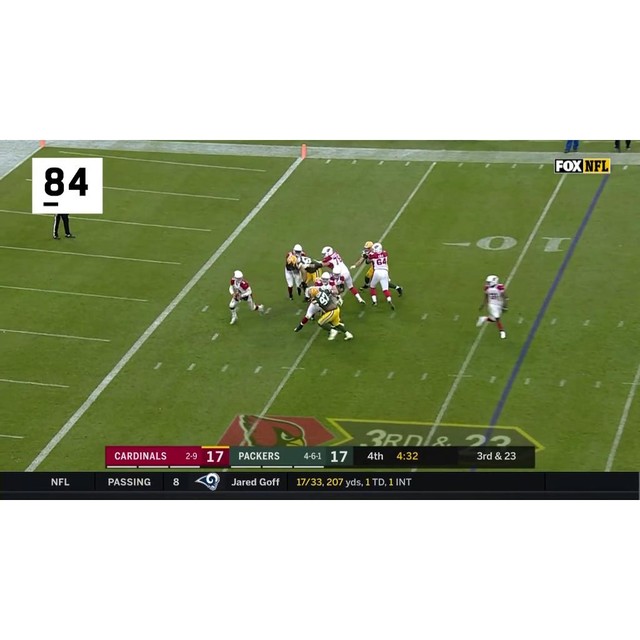 84
FOX NFL
64
10
3RD & 23
CARDINALS 2-9 17 PACKERS 4-6-1 17 4th 4:32 3rd & 23
NFL PASSING 8 Jared Goff 17/33, 207 yds, 1 TD, 1 INT